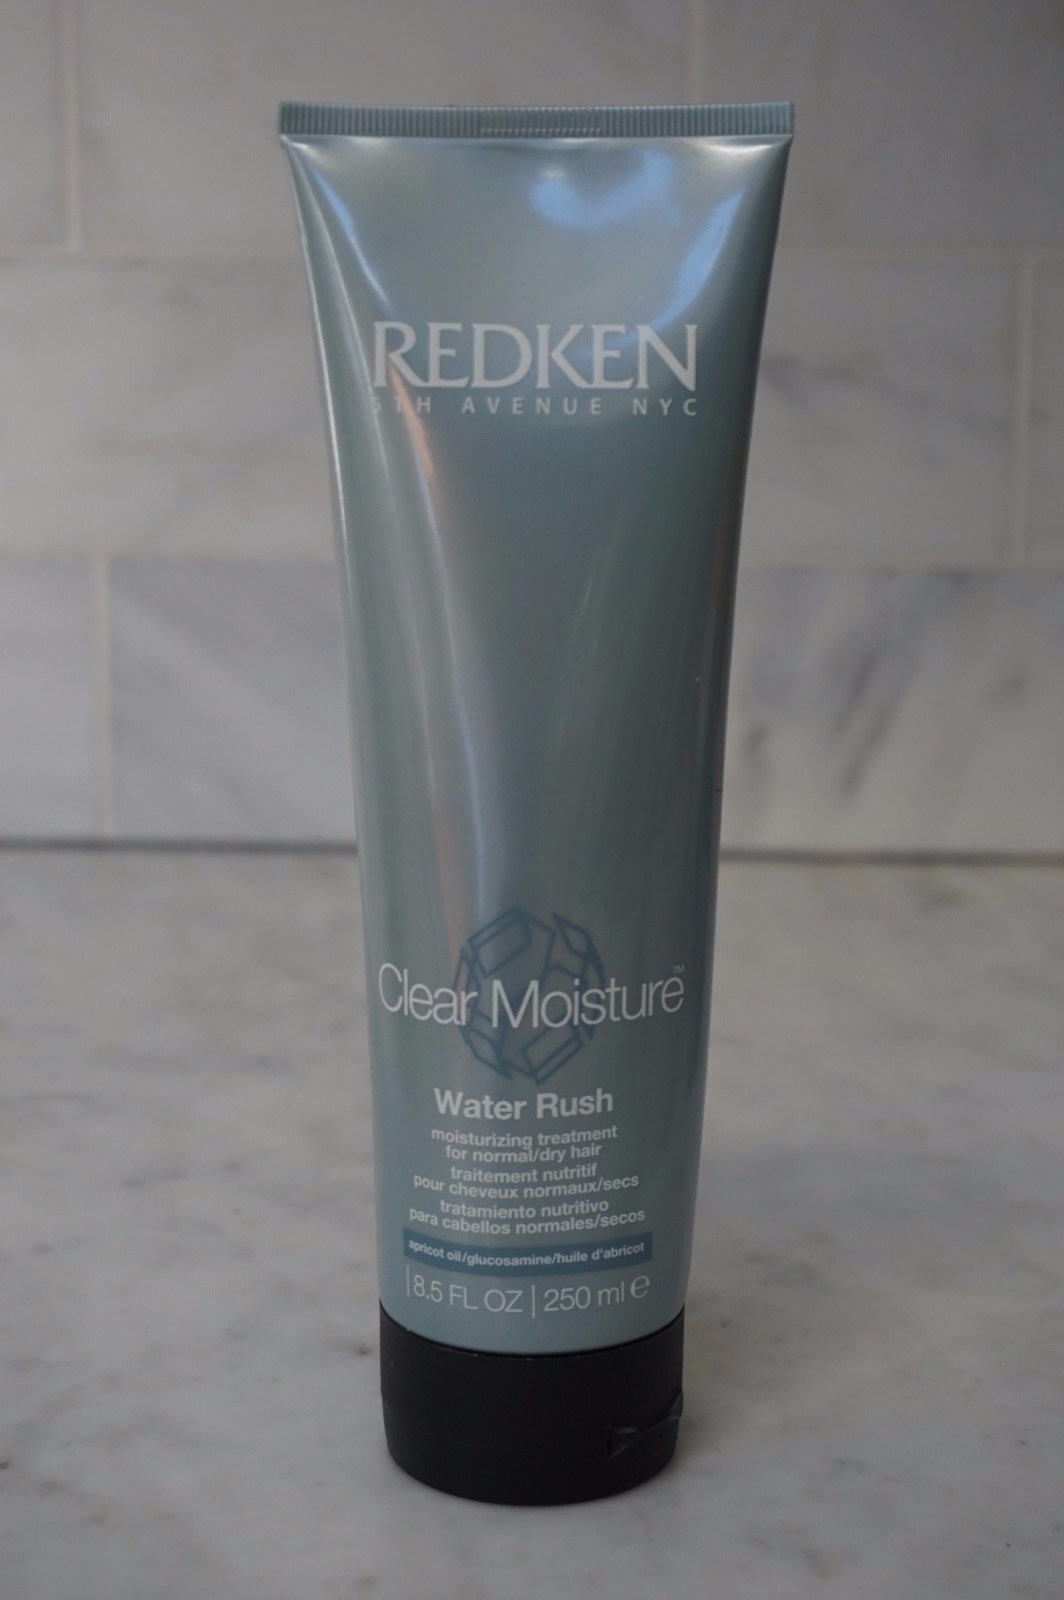 REDKEN
5TH AVENUE NYC
Clear Moisture™
Water Rush
moisturizing treatment
for normal/dry hair
traitement nutritif
pour cheveux normaux/secs
tratamiento nutritivo
para cabellos normales/secos
apricot oil/glucosamine/huile d'abricot
8.5 FL OZ | 250 ml ℮